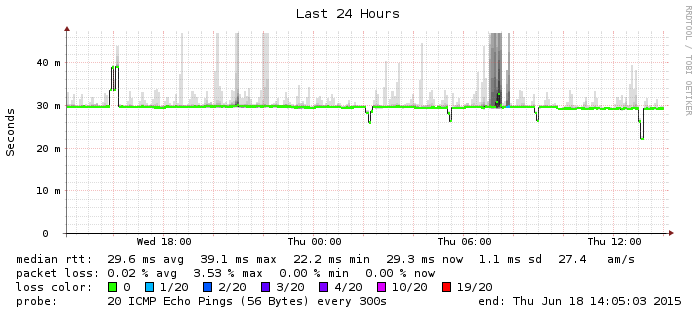 Last 24 Hours
RRDTOOL / TOBI OETIKER
Seconds
40 m
30 m
20 m
10 m
0
Wed 18:00 Thu 00:00 Thu 06:00 Thu 12:00
median rtt: 29.6 ms avg 39.1 ms max 22.2 ms min 29.3 ms now 1.1 ms sd 27.4 am/s
packet loss: 0.02 % avg 3.53 % max 0.00 % min 0.00 % now
loss color: 0 1/20 2/20 3/20 4/20 10/20 19/20
probe: 20 ICMP Echo Pings (56 Bytes) every 300s end: Thu Jun 18 14:05:03 2015